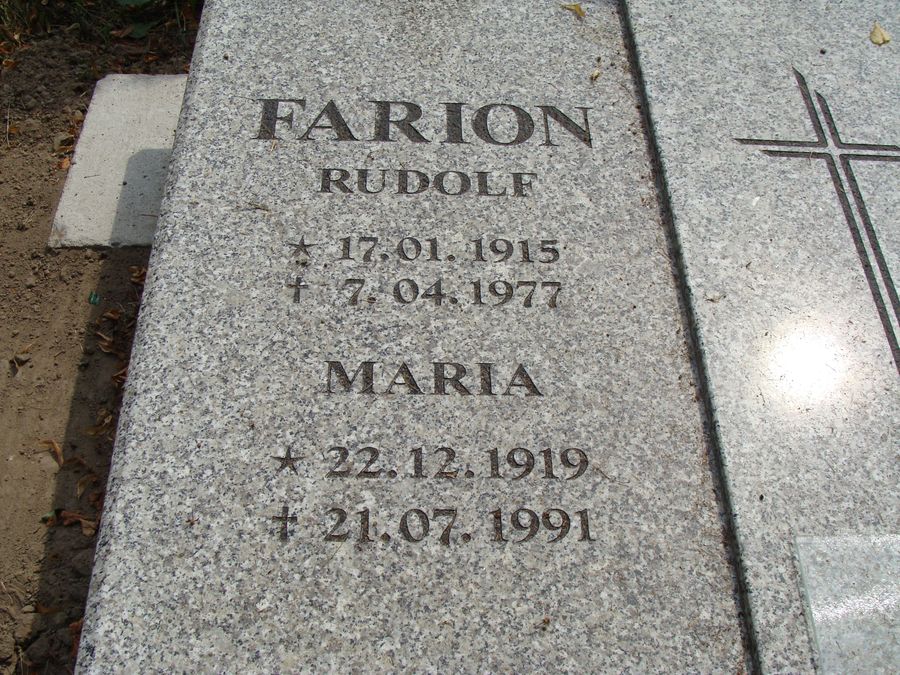 FARION
RUDOLF
★ 17.01.1915
† 7.04.1977
MARIA
★ 22.12.1919
† 21.07.1991